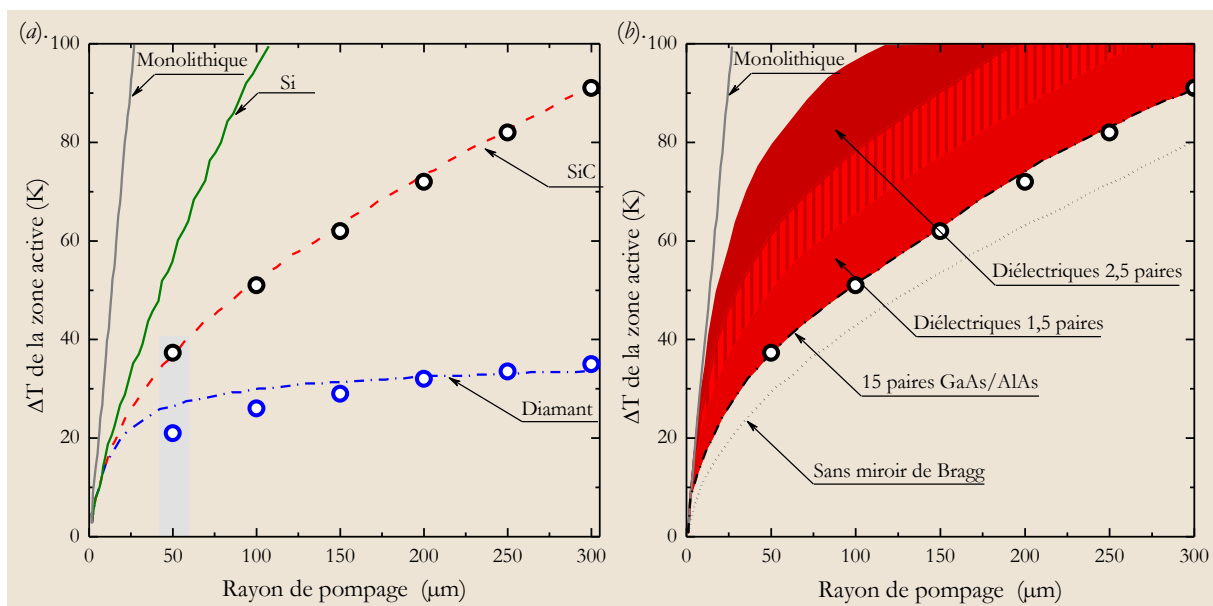 (a).
100
80
60
40
20
0
ΔT de la zone active (K)
Monolithique
Si
SiC
Diamant
0 50 100 150 200 250 300
Rayon de pompage (µm)
(b).
100
80
60
40
20
0
ΔT de la zone active (K)
Monolithique
Diélectriques 2,5 paires
Diélectriques 1,5 paires
15 paires GaAs/AlAs
Sans miroir de Bragg
0 50 100 150 200 250 300
Rayon de pompage (µm)